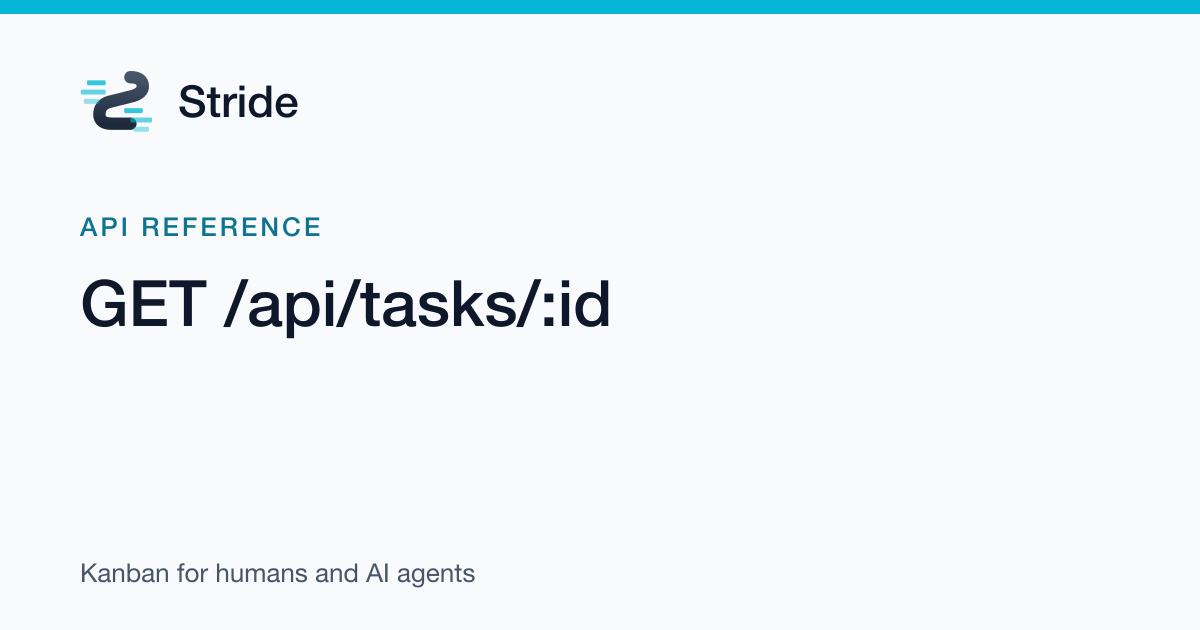 Stride
API REFERENCE
GET /api/tasks/:id
Kanban for humans and AI agents